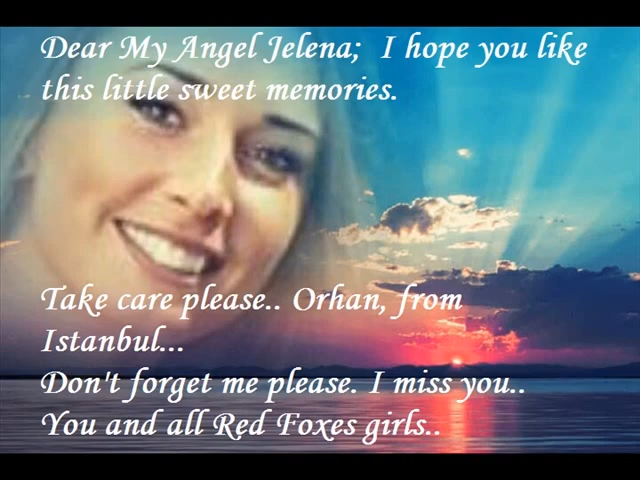 Dear My Angel Jelena;  I hope you like
this little sweet memories.
Take care please.. Orhan, from
Istanbul...
Don't forget me please. I miss you..
You and all Red Foxes girls..